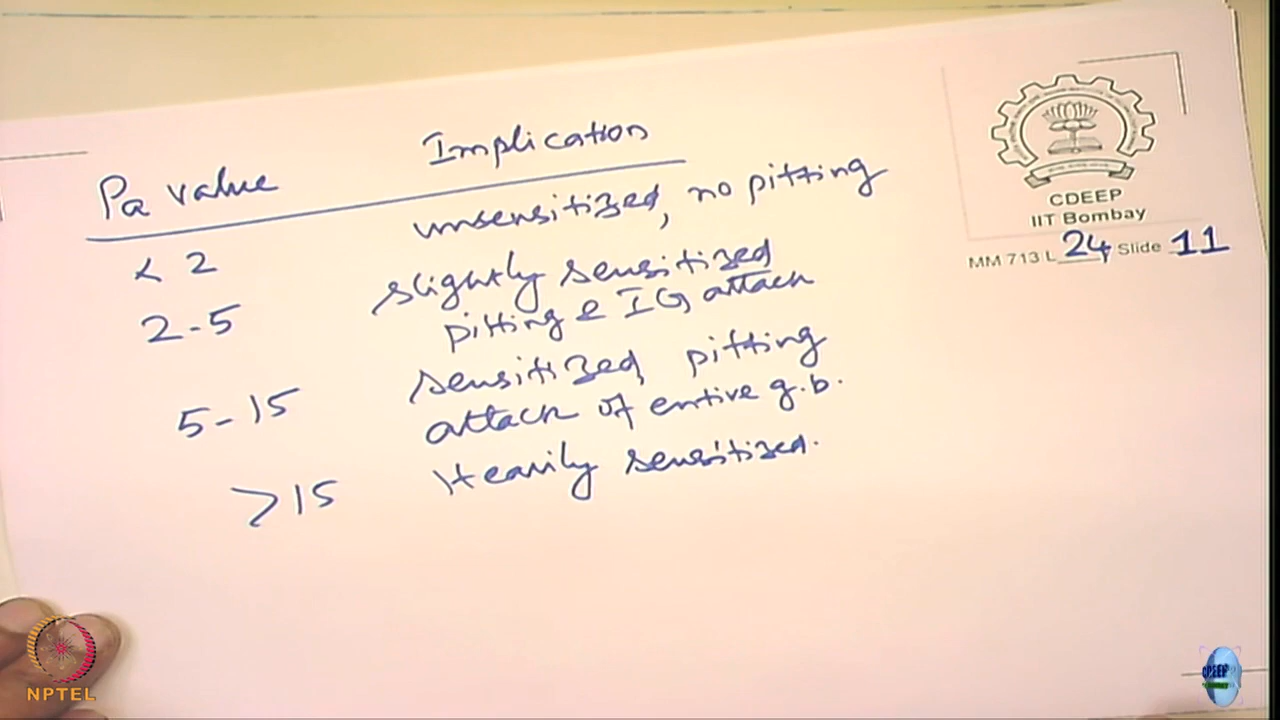 Implication
Pa value
< 2 unsensitized, no pitting
2-5 slightly sensitized
pitting & IG attack
5-15 sensitized, pitting
attack of entire g.b.
>15 Heavily sensitized.
CDEEP
IIT Bombay
MM 713 L 24 Slide 11
NPTEL
CDEEP